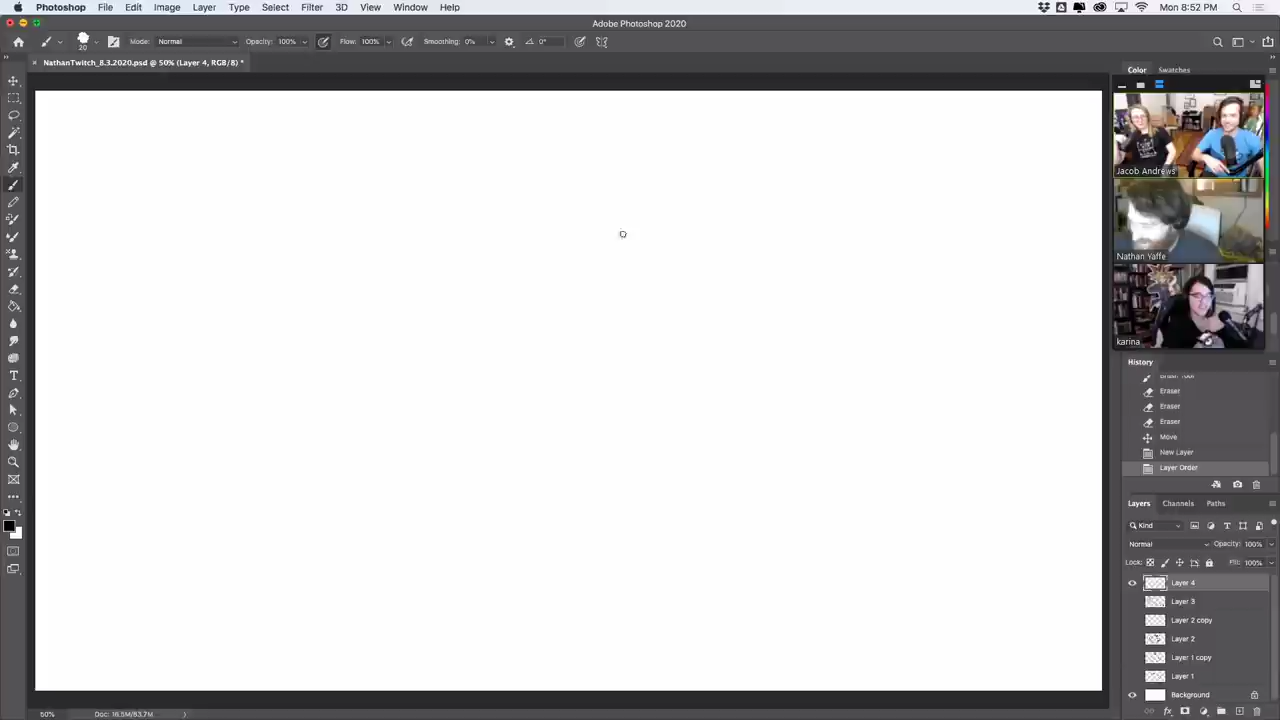 Photoshop File Edit Image Layer Type Select Filter 3D View Window Help Mon 8:52 PM
Adobe Photoshop 2020
20 Mode: Normal Opacity: 100% Flow: 100% Smoothing: 0% 0°
× NathanTwitch_8.3.2020.psd @ 50% (Layer 4, RGB/8) *
Color Swatches
Jacob Andrews
Nathan Yaffe
karina
History
Brush Tool
Eraser
Eraser
Eraser
Move
New Layer
Layer Order
Layers Channels Paths
Kind
Normal Opacity: 100%
Lock: Fill: 100%
Layer 4
Layer 3
Layer 2 copy
Layer 2
Layer 1 copy
Layer 1
Background
50% Doc: 16.5M/83.7M